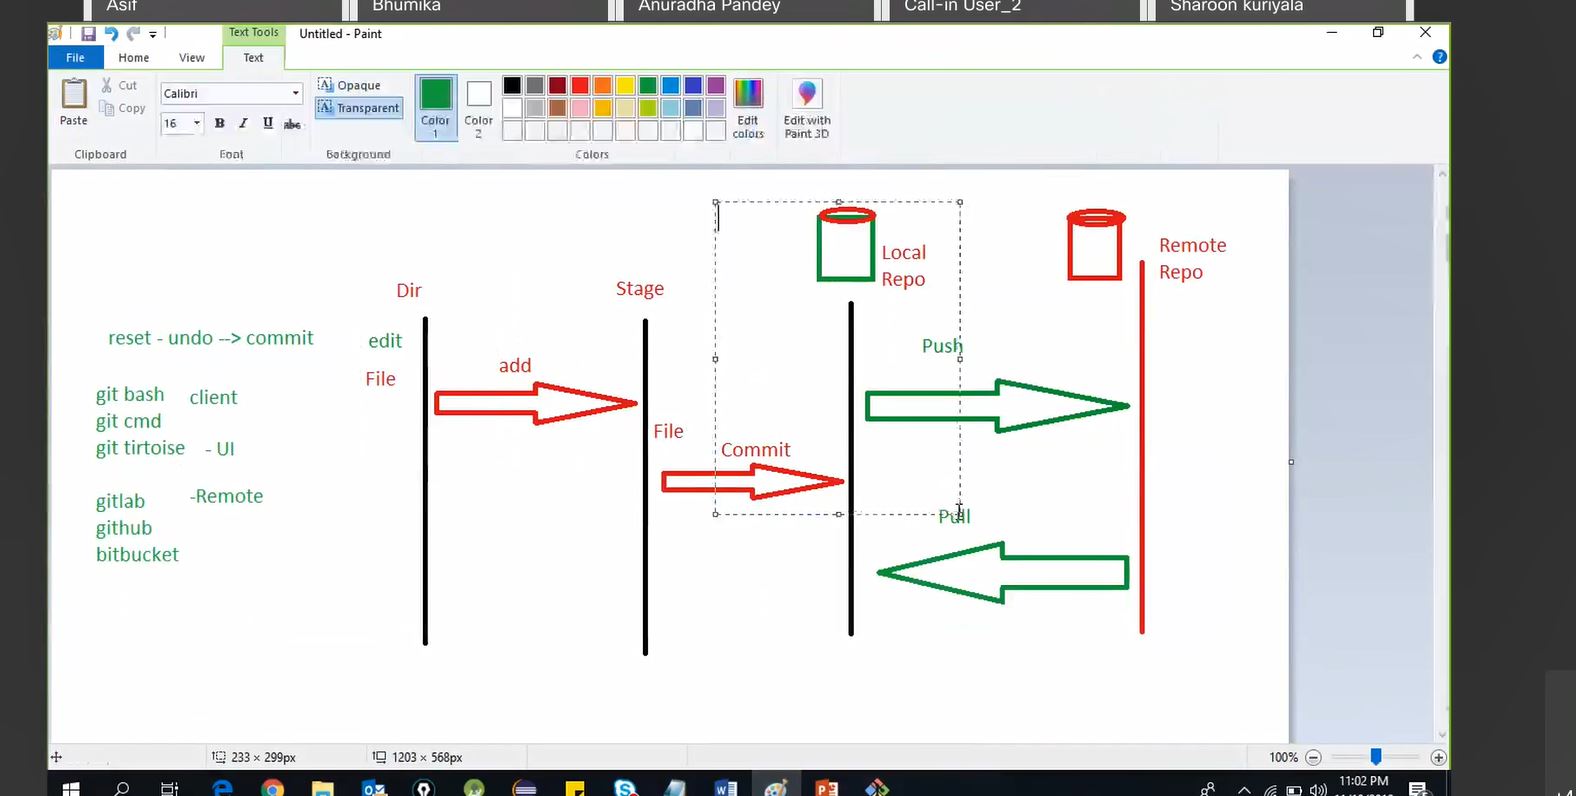 Asif
Bhumika
Anuradha Pandey
Call-in User_2
Sharoon kuriyala
Text Tools
Untitled - Paint
File
Home
View
Text
Paste
Cut
Copy
Clipboard
Calibri
16
B I U abc
Font
Opaque
Transparent
Background
Color 1
Color 2
Colors
Edit colors
Edit with Paint 3D
Local
Repo
Remote
Repo
Dir
Stage
reset - undo --> commit
edit
File
add
Push
git bash
client
git cmd
git tirtoise
- UI
File
Commit
gitlab
-Remote
github
bitbucket
Pull
233 × 299px
1203 × 568px
100%
11:02 PM